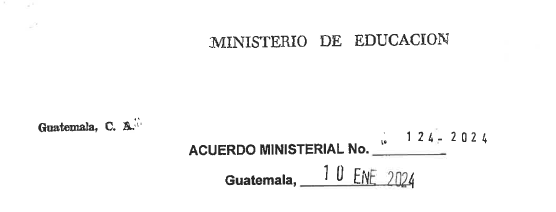 MINISTERIO DE EDUCACION
Guatemala, C. A.
ACUERDO MINISTERIAL No. 124-2024
Guatemala, 10 ENE 2024